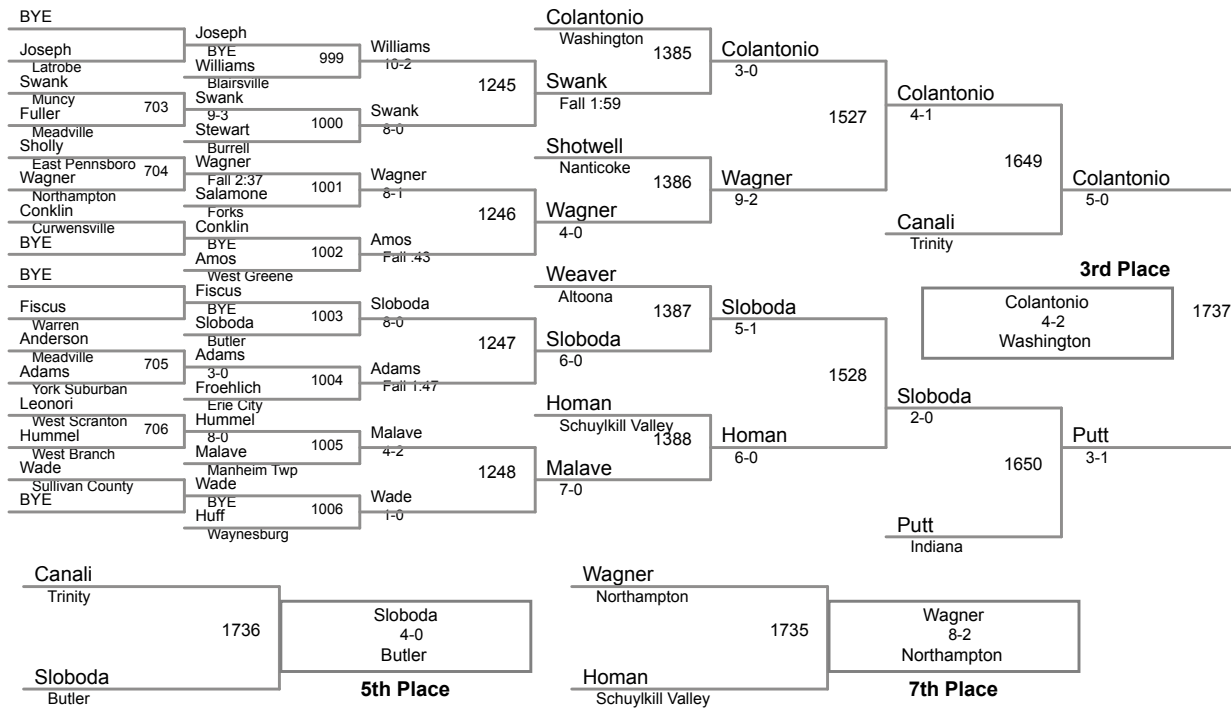 BYE
Joseph
Latrobe
Swank
Muncy
703
Fuller
Meadville
Sholly
East Pennsboro
704
Wagner
Northampton
Conklin
Curwensville
BYE
BYE
Fiscus
Warren
Anderson
Meadville
705
Adams
York Suburban
Leonori
West Scranton
706
Hummel
West Branch
Wade
Sullivan County
BYE
Joseph
BYE
999
Williams
Blairsville
Swank
9-3
1000
Stewart
Burrell
Wagner
Fall 2:37
1001
Salamone
Forks
Conklin
BYE
1002
Amos
West Greene
Fiscus
BYE
1003
Sloboda
Butler
Adams
3-0
1004
Froehlich
Erie City
Hummel
8-0
1005
Malave
Manheim Twp
Wade
BYE
1006
Huff
Waynesburg
Williams
10-2
1245
Swank
8-0
Wagner
8-1
1246
Amos
Fall .43
Sloboda
8-0
1247
Adams
Fall 1:47
Malave
4-2
1248
Wade
1-0
Colantonio
Washington
1385
Swank
Fall 1:59
Shotwell
Nanticoke
1386
Wagner
4-0
Weaver
Altoona
1387
Sloboda
6-0
Homan
Schuylkill Valley
1388
Malave
7-0
Colantonio
3-0
1527
Wagner
9-2
Sloboda
5-1
1528
Homan
6-0
Colantonio
4-1
1649
Canali
Trinity
Sloboda
2-0
1650
Putt
Indiana
Colantonio
5-0
3rd Place
Colantonio
4-2
Washington
1737
Putt
3-1
Canali
Trinity
1736
Sloboda
Butler
Sloboda
4-0
Butler
5th Place
Wagner
Northampton
1735
Homan
Schuylkill Valley
Wagner
8-2
Northampton
7th Place